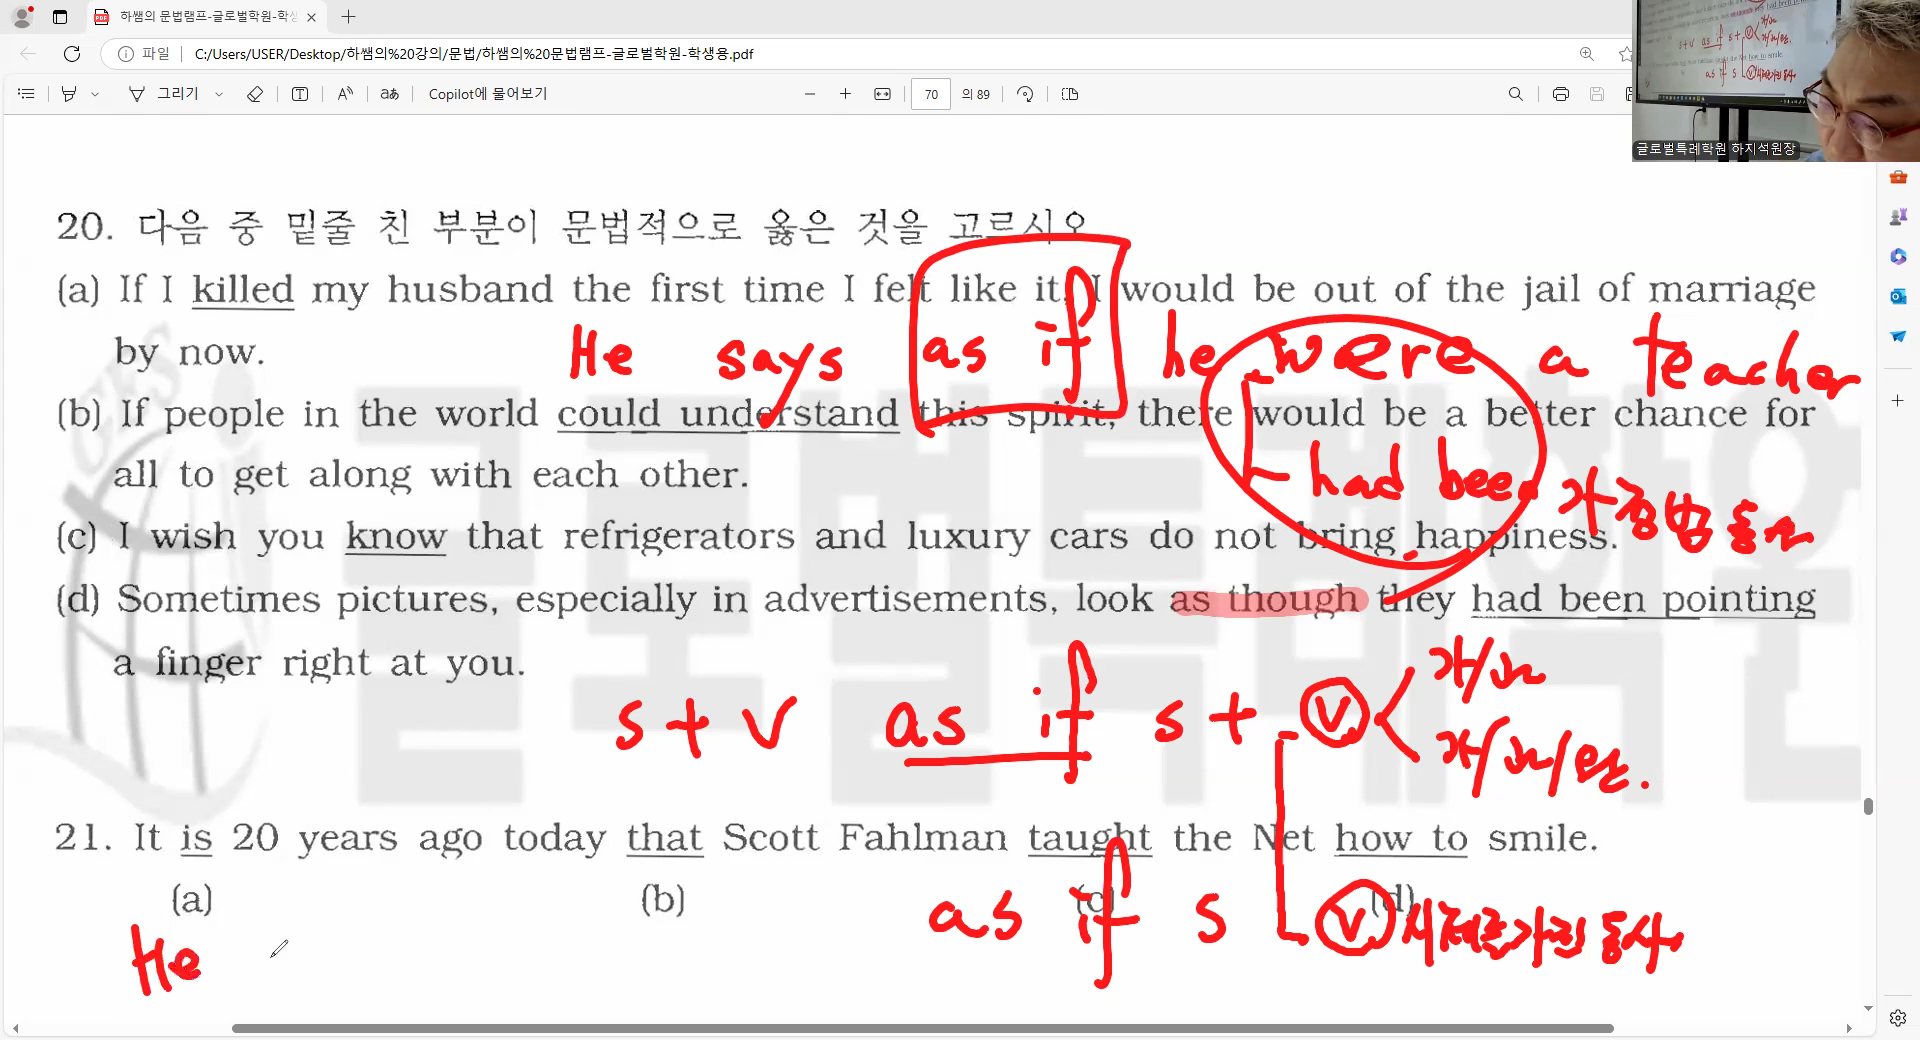 하쌤의 문법램프-글로벌학원-학생
파일 C:/Users/USER/Desktop/하쌤의%20강의/문법/하쌤의%20문법램프-글로벌학원-학생용.pdf
그리기 Copilot에 물어보기 70 의 89
글로벌특례학원 하지석원장
20. 다음 중 밑줄 친 부분이 문법적으로 옳은 것을 고르시오
(a) If I killed my husband the first time I felt like it, I would be out of the jail of marriage
by now.
He says as if he were a teacher
(b) If people in the world could understand this spirit, there would be a better chance for
all to get along with each other.
had been 가정법 동사
(c) I wish you know that refrigerators and luxury cars do not bring happiness.
(d) Sometimes pictures, especially in advertisements, look as though they had been pointing
a finger right at you.
가/과
s + v as if s + v
가/과/완.
21. It is 20 years ago today that Scott Fahlman taught the Net how to smile.
(a) (b) (c) (d)
as if s v 시제를 가진 동사
He